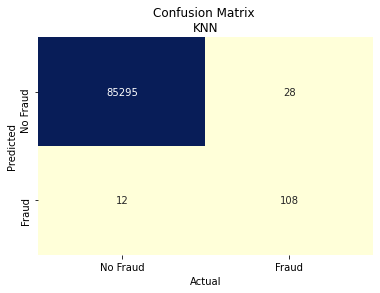 Confusion Matrix
KNN
No Fraud
85295
28
Predicted
Fraud
12
108
No Fraud
Fraud
Actual